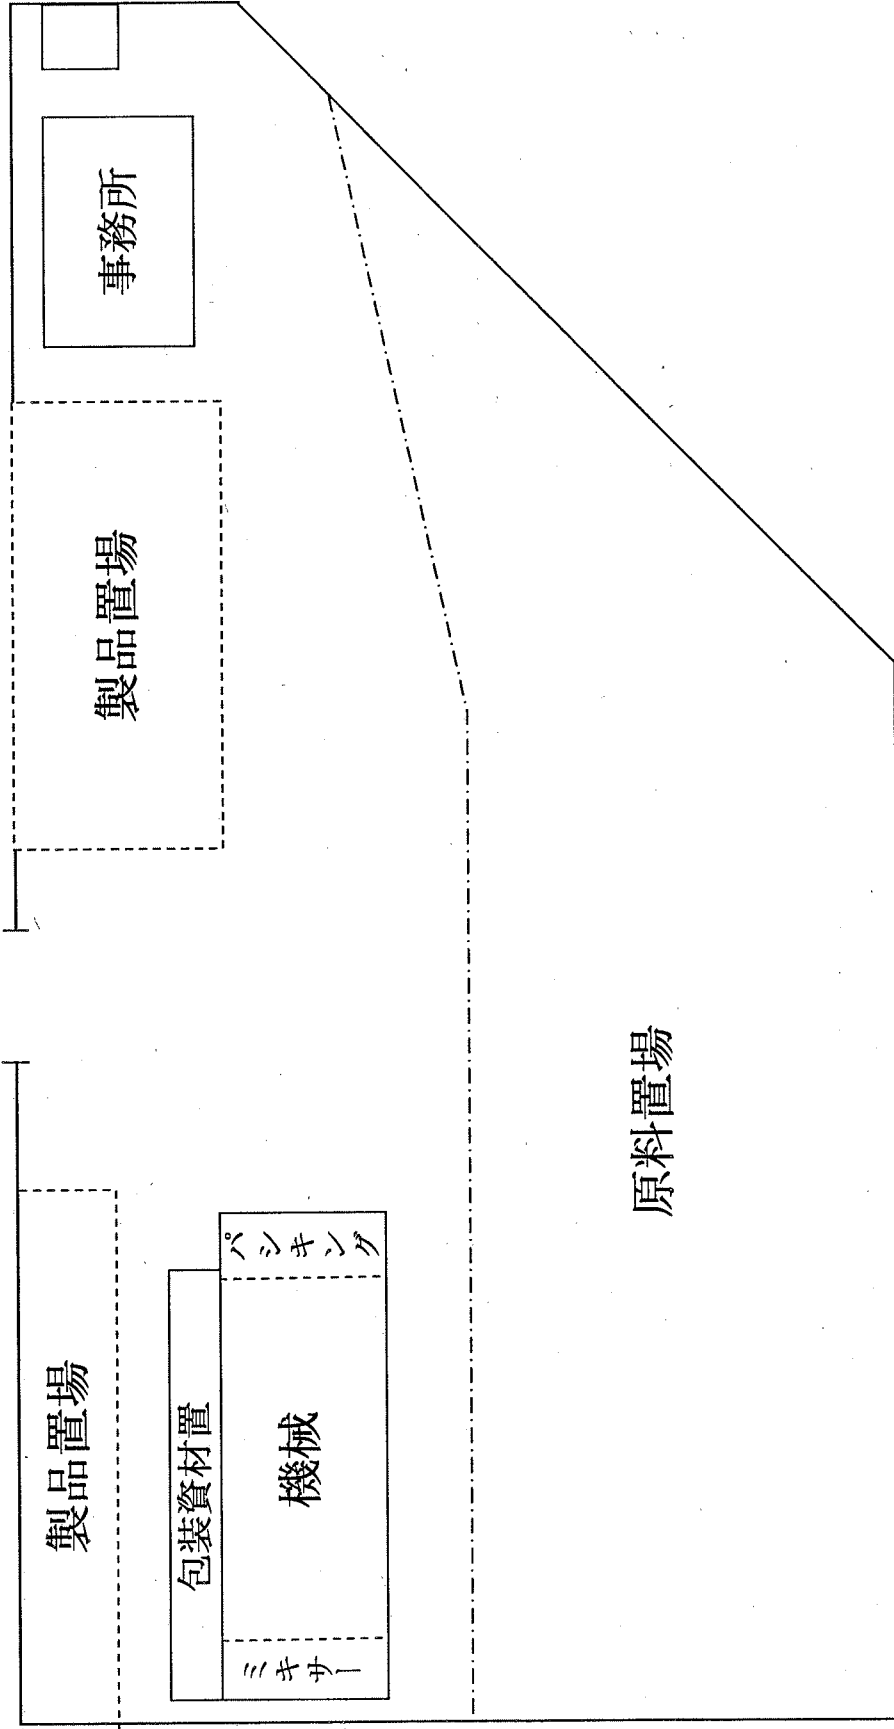 製品置場
製品置場
事務所
包装資材置
ミキサー
機械
パッキング
原料置場